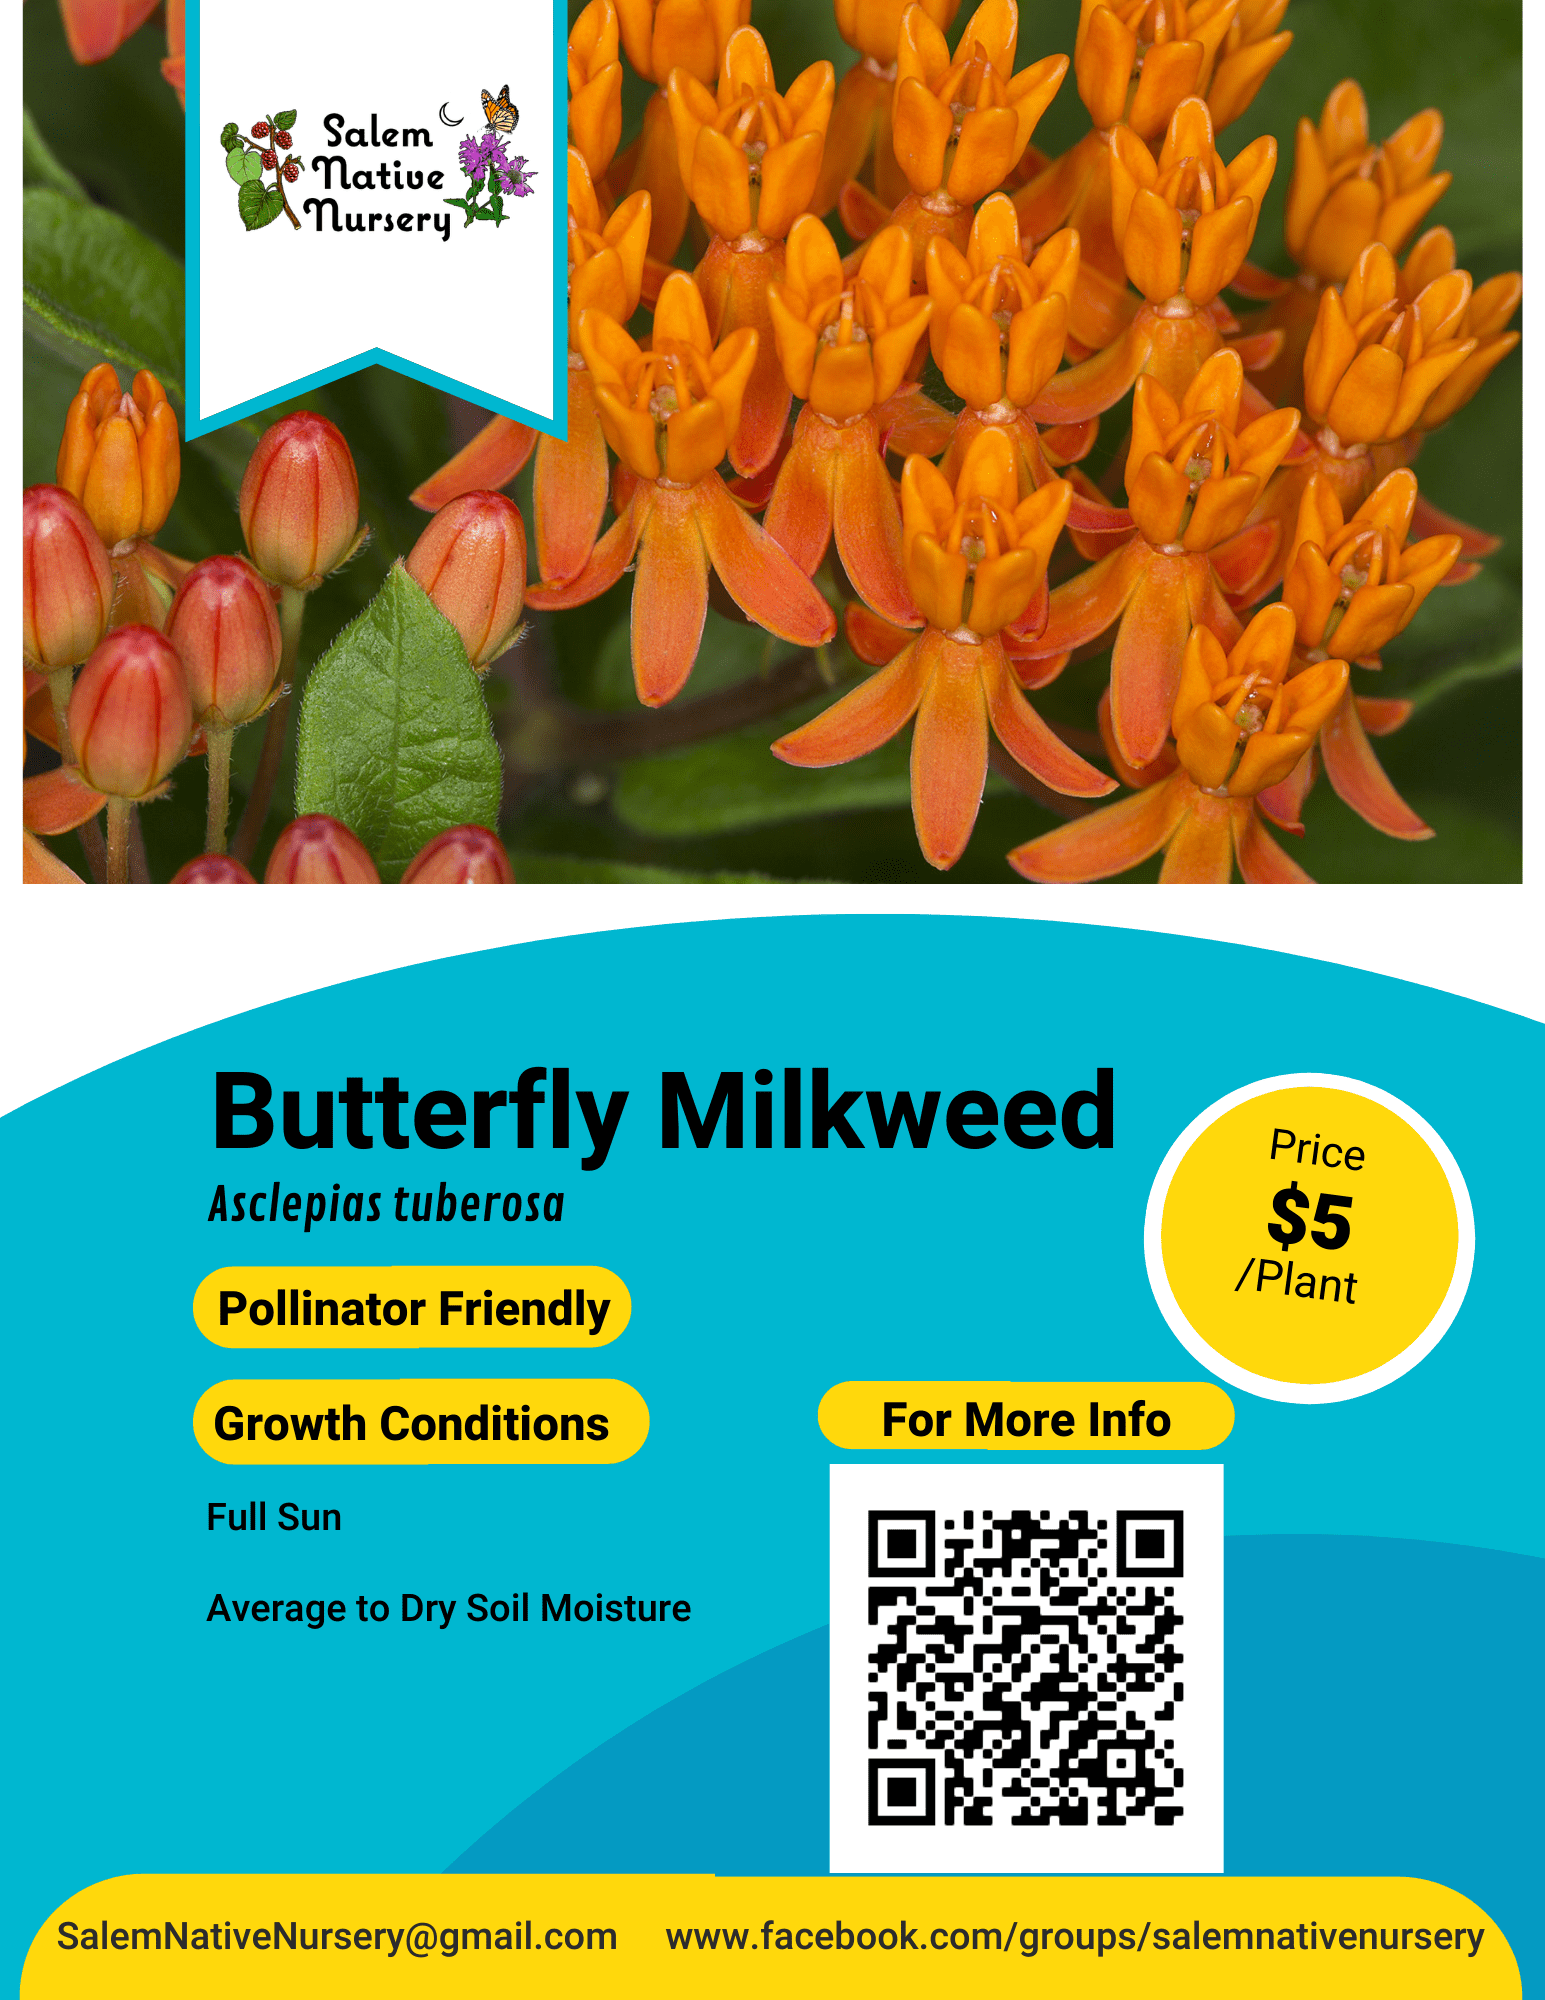 Salem
Native
Nursery
Butterfly Milkweed
Asclepias tuberosa
Price
$5
/Plant
Pollinator Friendly
Growth Conditions
Full Sun
Average to Dry Soil Moisture
For More Info
SalemNativeNursery@gmail.com
www.facebook.com/groups/salemnativenursery